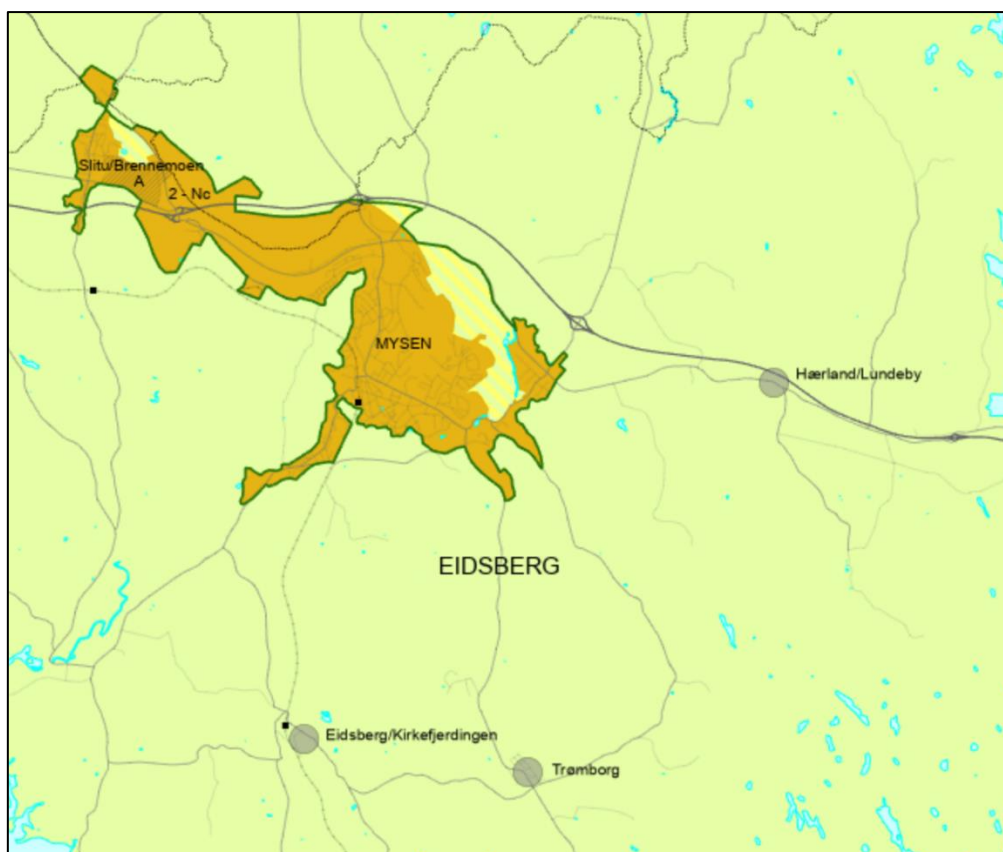 Slitu/Brennemoen
A
2 - Nc
MYSEN
Hærland/Lundeby
EIDSBERG
Eidsberg/Kirkefjerdingen
Trømborg